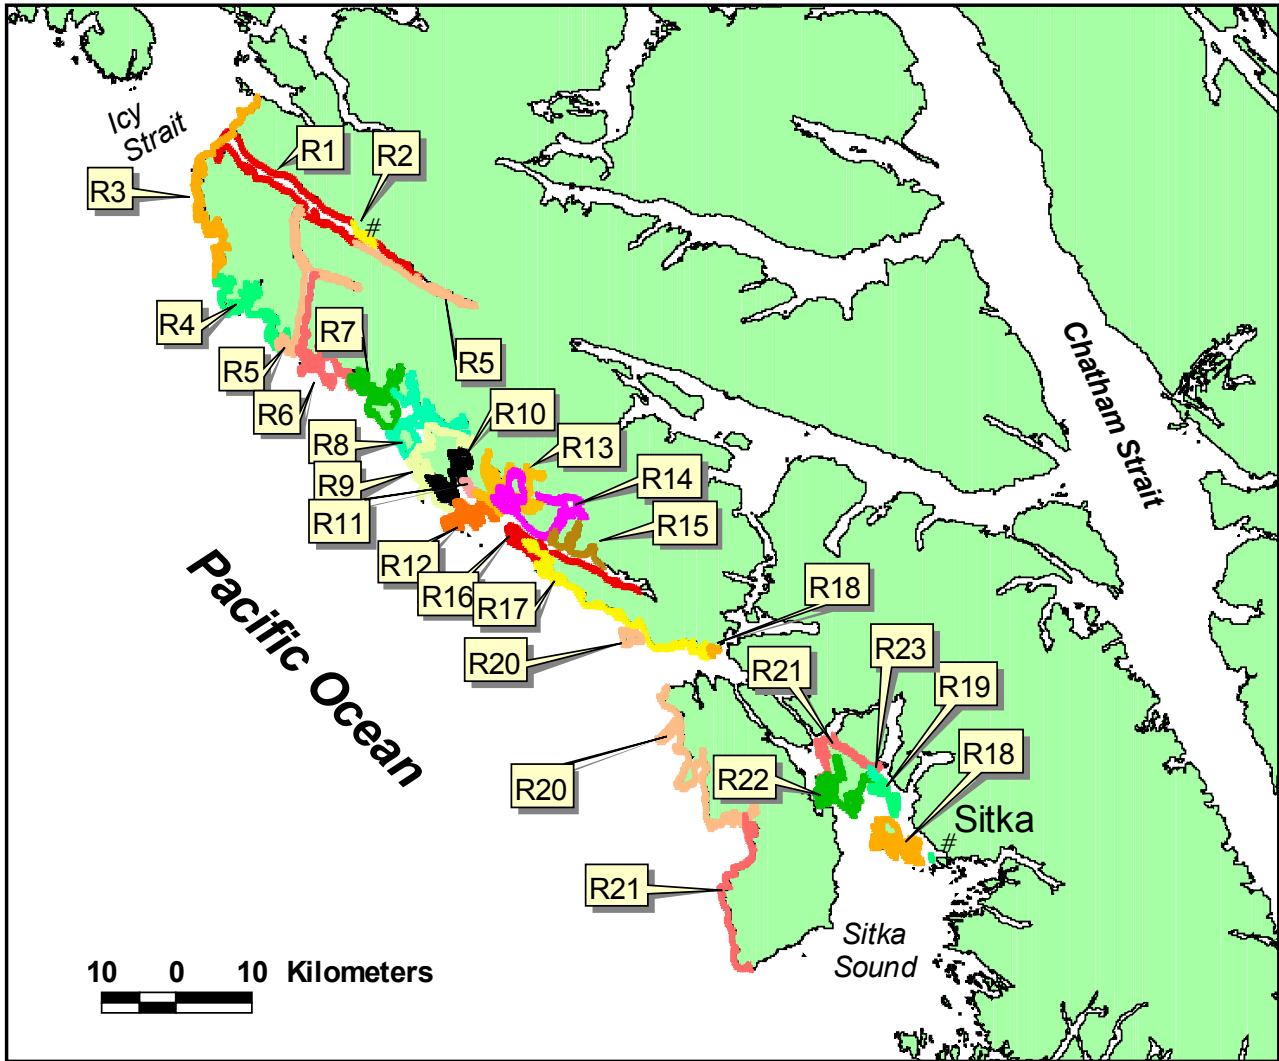 Icy
Strait
R1
R2
R3
R4
R7
R5
R5
R6
R10
R8
R13
R9
R14
R11
R15
R12
R16
R17
R18
R20
R21
R23
R19
R20
R22
R18
Sitka
R21
Chatham Strait
Pacific Ocean
Sitka
Sound
10 0 10 Kilometers
#
#